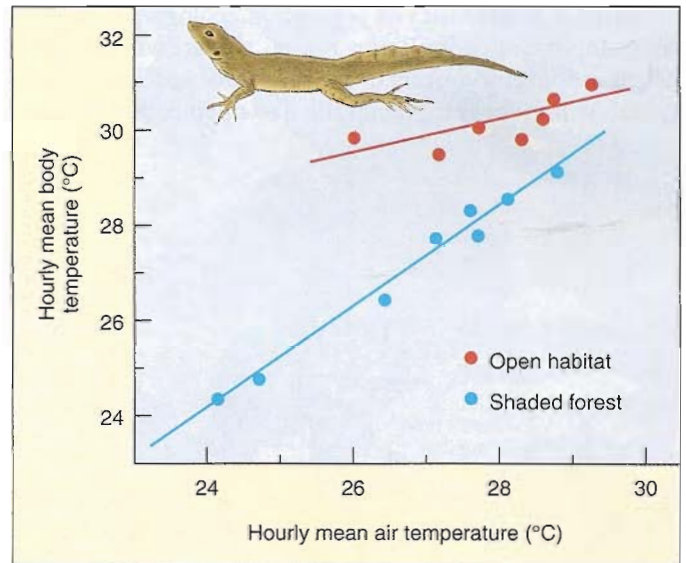 32
30
28
26
24
Hourly mean body
temperature (°C)
Open habitat
Shaded forest
24
26
28
30
Hourly mean air temperature (°C)